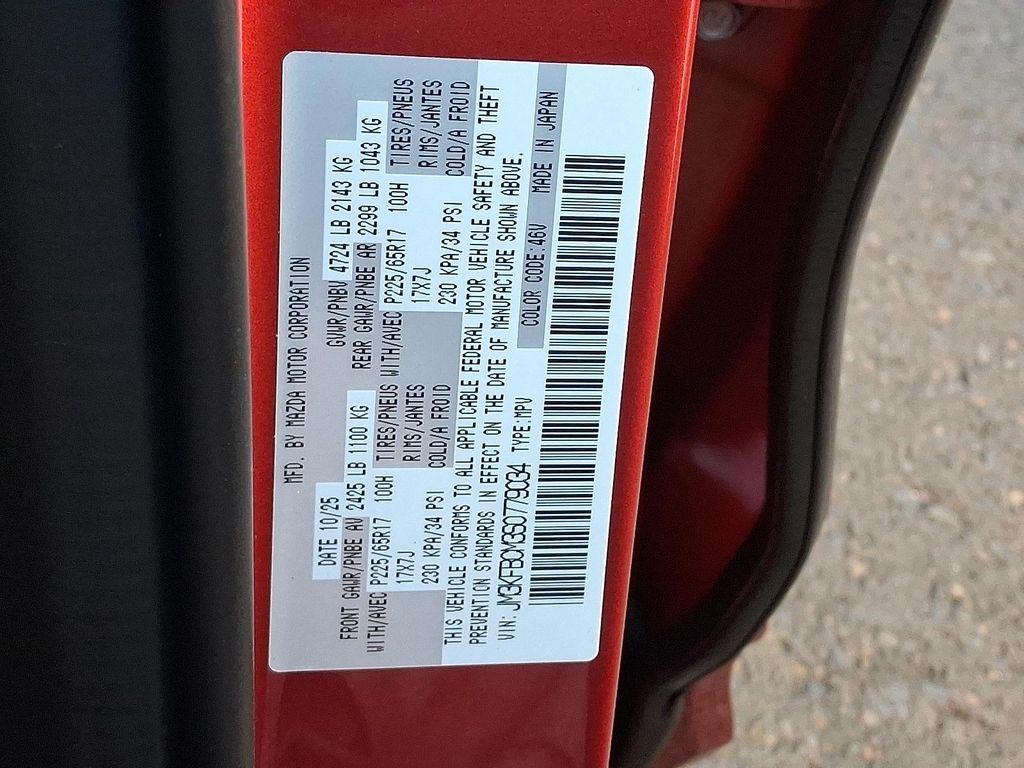 MFD. BY MAZDA MOTOR CORPORATION
DATE 10/25 GVWR/PNBV 4724 LB 2143 KG
FRONT GAWR/PNBE AV 2425 LB 1100 KG REAR GAWR/PNBE AR 2299 LB 1043 KG
WITH/AVEC P225/65R17 100H TIRES/PNEUS WITH/AVEC P225/65R17 100H TIRES/PNEUS
17X7J RIMS/JANTES 17X7J RIMS/JANTES
230 KPA/34 PSI COLD/A FROID 230 KPA/34 PSI COLD/A FROID
THIS VEHICLE CONFORMS TO ALL APPLICABLE FEDERAL MOTOR VEHICLE SAFETY AND THEFT
PREVENTION STANDARDS IN EFFECT ON THE DATE OF MANUFACTURE SHOWN ABOVE.
VIN: JM3KFBCM3S0779034 TYPE:MPV COLOR CODE:46V MADE IN JAPAN